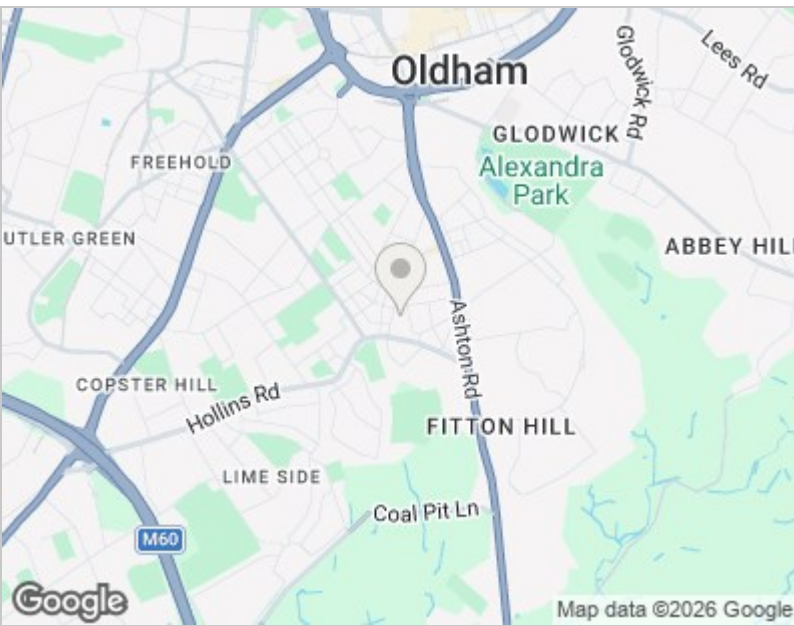 Oldham
Lees Rd
Glodwick Rd
GLODWICK
FREEHOLD
Alexandra
Park
UTLER GREEN
ABBEY HILL
Ashton Rd
COPSTER HILL
Hollins Rd
FITTON HILL
LIME SIDE
Coal Pit Ln
M60
Google
Map data ©2026 Google